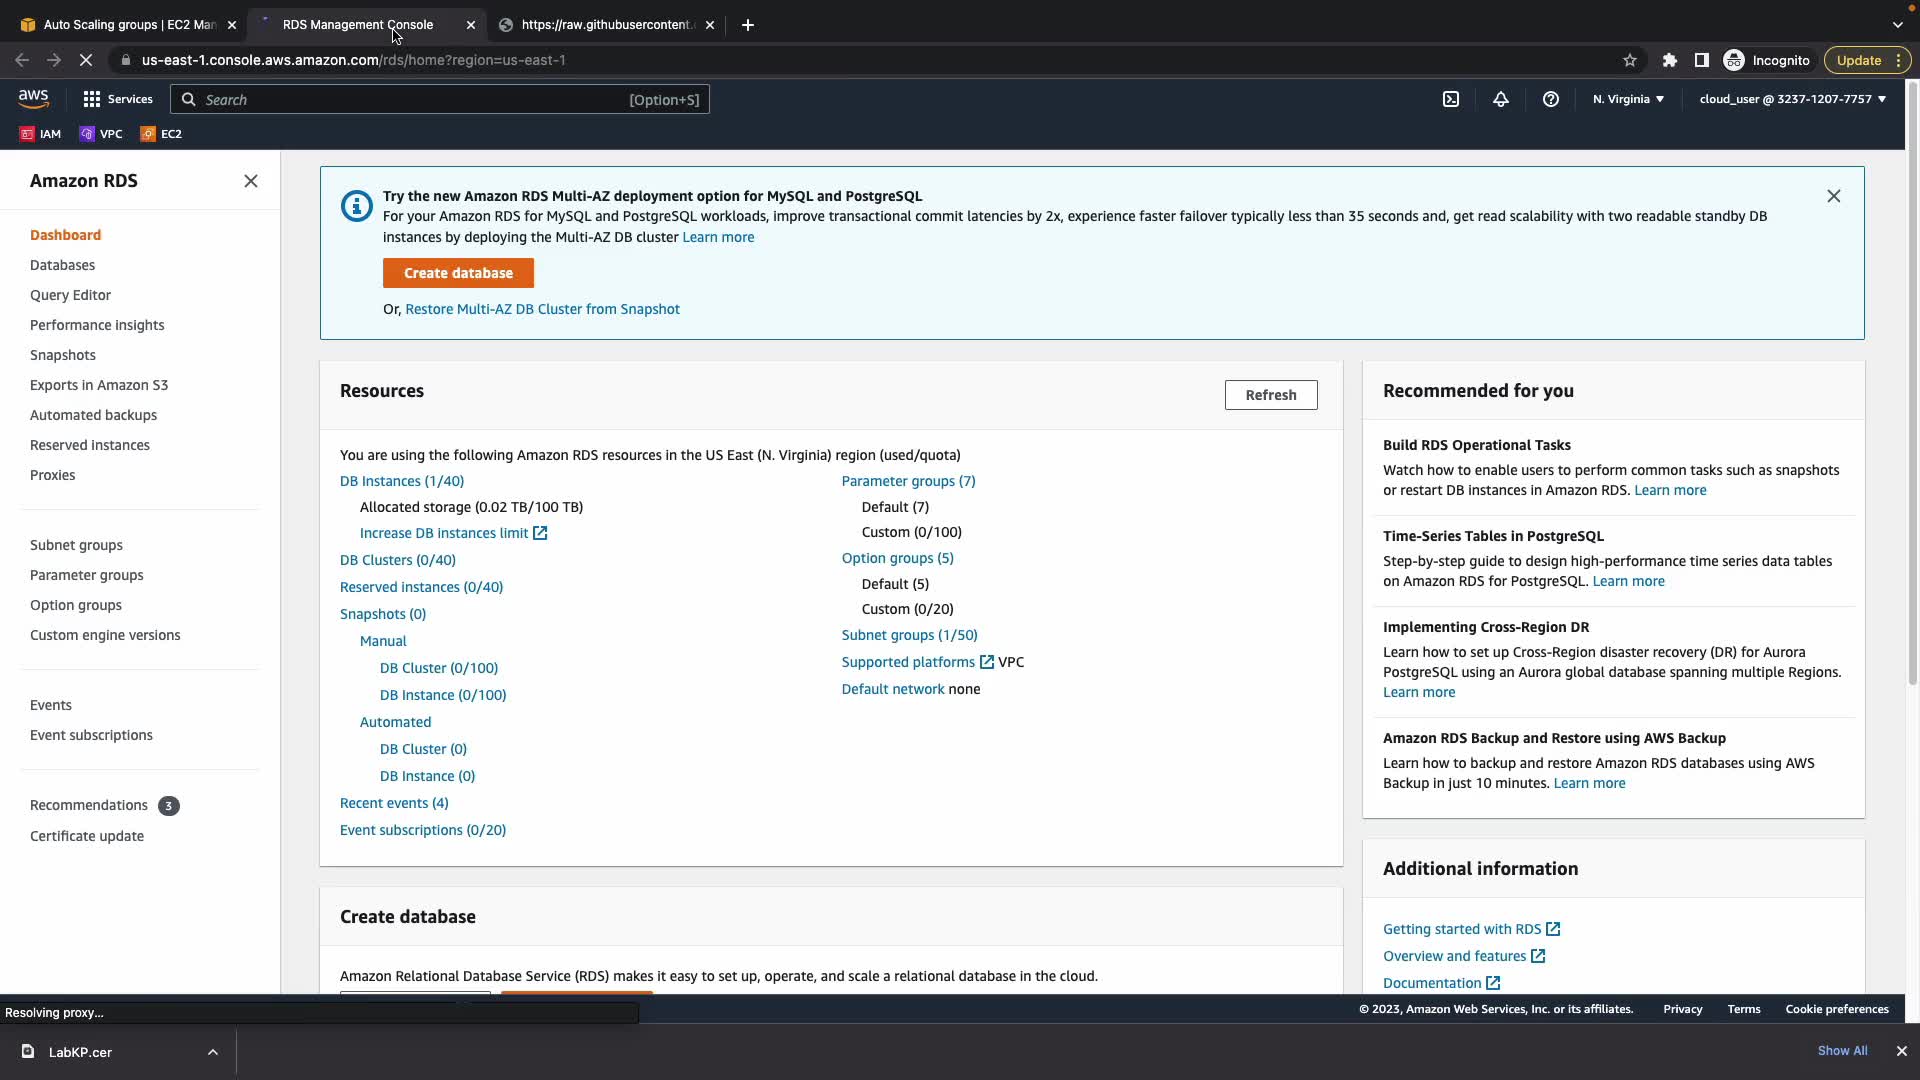 Auto Scaling groups | EC2 Man
RDS Management Console
https://raw.githubusercontent.c
us-east-1.console.aws.amazon.com/rds/home?region=us-east-1
Incognito
Update
aws
Services
Search
[Option+S]
N. Virginia
cloud_user @ 3237-1207-7757
IAM
VPC
EC2
Amazon RDS
Dashboard
Databases
Query Editor
Performance insights
Snapshots
Exports in Amazon S3
Automated backups
Reserved instances
Proxies
Subnet groups
Parameter groups
Option groups
Custom engine versions
Events
Event subscriptions
Recommendations 3
Certificate update
Try the new Amazon RDS Multi-AZ deployment option for MySQL and PostgreSQL
For your Amazon RDS for MySQL and PostgreSQL workloads, improve transactional commit latencies by 2x, experience faster failover typically less than 35 seconds and, get read scalability with two readable standby DB
instances by deploying the Multi-AZ DB cluster Learn more
Create database
Or, Restore Multi-AZ DB Cluster from Snapshot
Resources
Refresh
You are using the following Amazon RDS resources in the US East (N. Virginia) region (used/quota)
DB Instances (1/40)
Allocated storage (0.02 TB/100 TB)
Increase DB instances limit
DB Clusters (0/40)
Reserved instances (0/40)
Snapshots (0)
Manual
DB Cluster (0/100)
DB Instance (0/100)
Automated
DB Cluster (0)
DB Instance (0)
Recent events (4)
Event subscriptions (0/20)
Parameter groups (7)
Default (7)
Custom (0/100)
Option groups (5)
Default (5)
Custom (0/20)
Subnet groups (1/50)
Supported platforms VPC
Default network none
Create database
Amazon Relational Database Service (RDS) makes it easy to set up, operate, and scale a relational database in the cloud.
Recommended for you
Build RDS Operational Tasks
Watch how to enable users to perform common tasks such as snapshots
or restart DB instances in Amazon RDS. Learn more
Time-Series Tables in PostgreSQL
Step-by-step guide to design high-performance time series data tables
on Amazon RDS for PostgreSQL. Learn more
Implementing Cross-Region DR
Learn how to set up Cross-Region disaster recovery (DR) for Aurora
PostgreSQL using an Aurora global database spanning multiple Regions.
Learn more
Amazon RDS Backup and Restore using AWS Backup
Learn how to backup and restore Amazon RDS databases using AWS
Backup in just 10 minutes. Learn more
Additional information
Getting started with RDS
Overview and features
Documentation
Resolving proxy...
© 2023, Amazon Web Services, Inc. or its affiliates.
Privacy
Terms
Cookie preferences
LabKP.cer
Show All